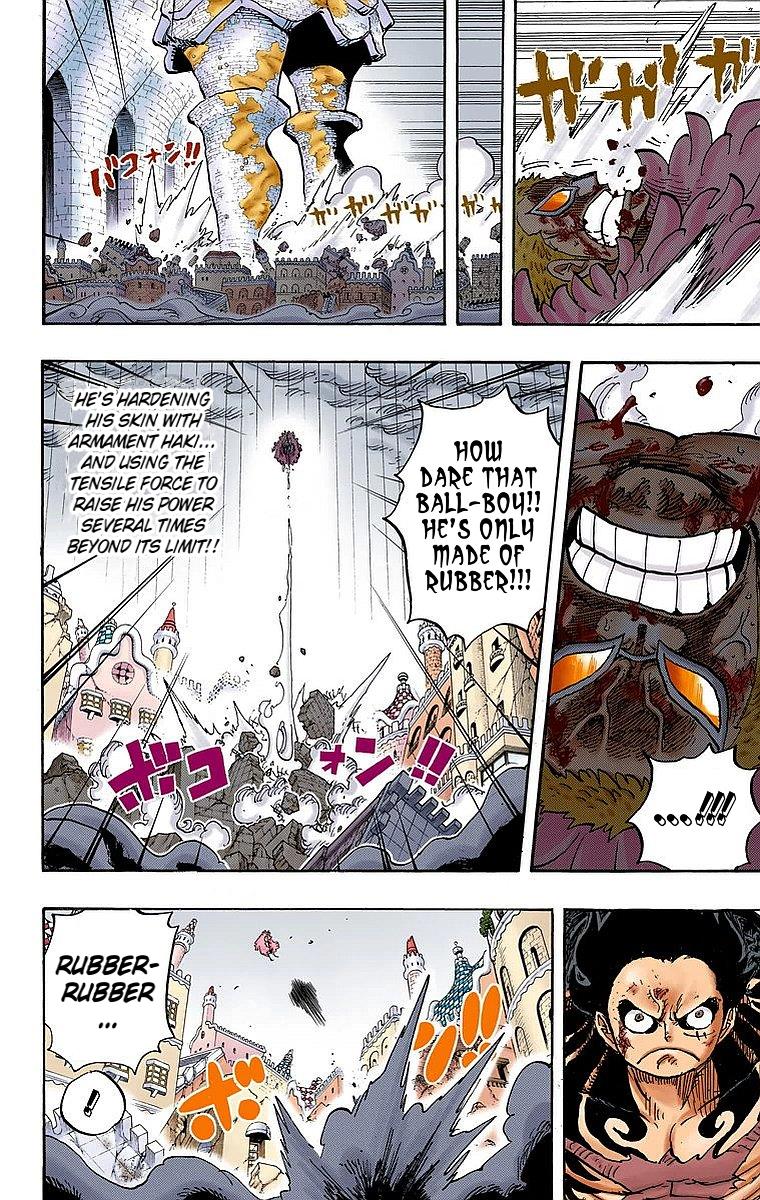 ガガガ
ガガガガ
バコォン!!
...!!!
HOW
DARE THAT
BALL-BOY!!
HE'S ONLY
MADE OF
RUBBER!!!
HE'S HARDENING
HIS SKIN WITH
ARMAMENT HAKI...
AND USING THE
TENSILE FORCE TO
RAISE HIS POWER
SEVERAL TIMES
BEYOND ITS LIMIT!!
ボコォン!!
RUBBER-
RUBBER
...
!!
ボボン!!